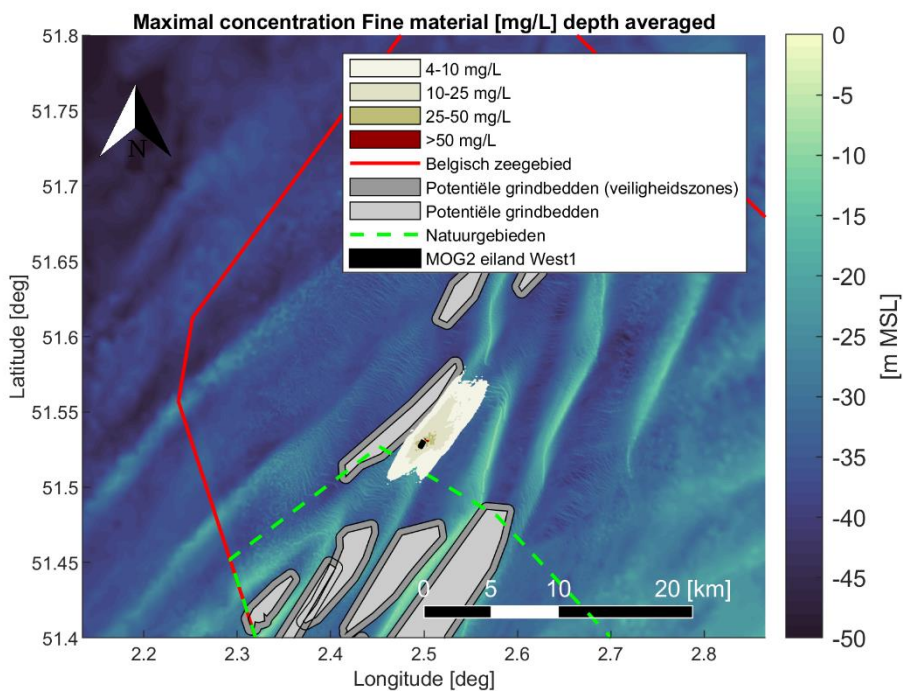 Maximal concentration Fine material [mg/L] depth averaged
51.8
51.75
51.7
51.65
51.6
51.55
51.5
51.45
51.4
Latitude [deg]
N
4-10 mg/L
10-25 mg/L
25-50 mg/L
>50 mg/L
Belgisch zeegebied
Potentiële grindbedden (veiligheidszones)
Potentiële grindbedden
Natuurgebieden
MOG2 eiland West1
0 5 10 20 [km]
2.2 2.3 2.4 2.5 2.6 2.7 2.8
Longitude [deg]
0
-5
-10
-15
-20
-25
-30
-35
-40
-45
-50
[m MSL]